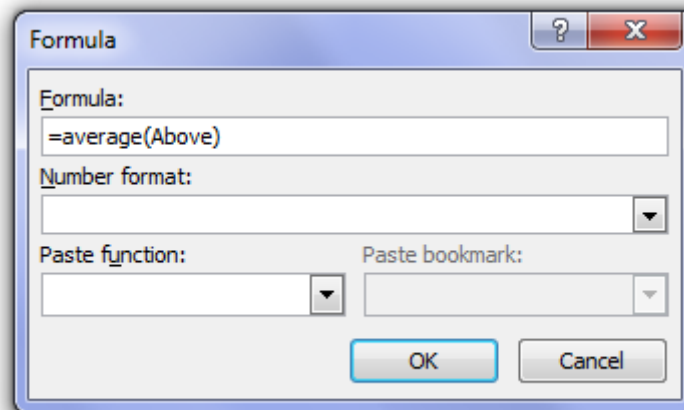 Formula
?
Formula:
=average(Above)
Number format:
Paste function: Paste bookmark:
OK Cancel